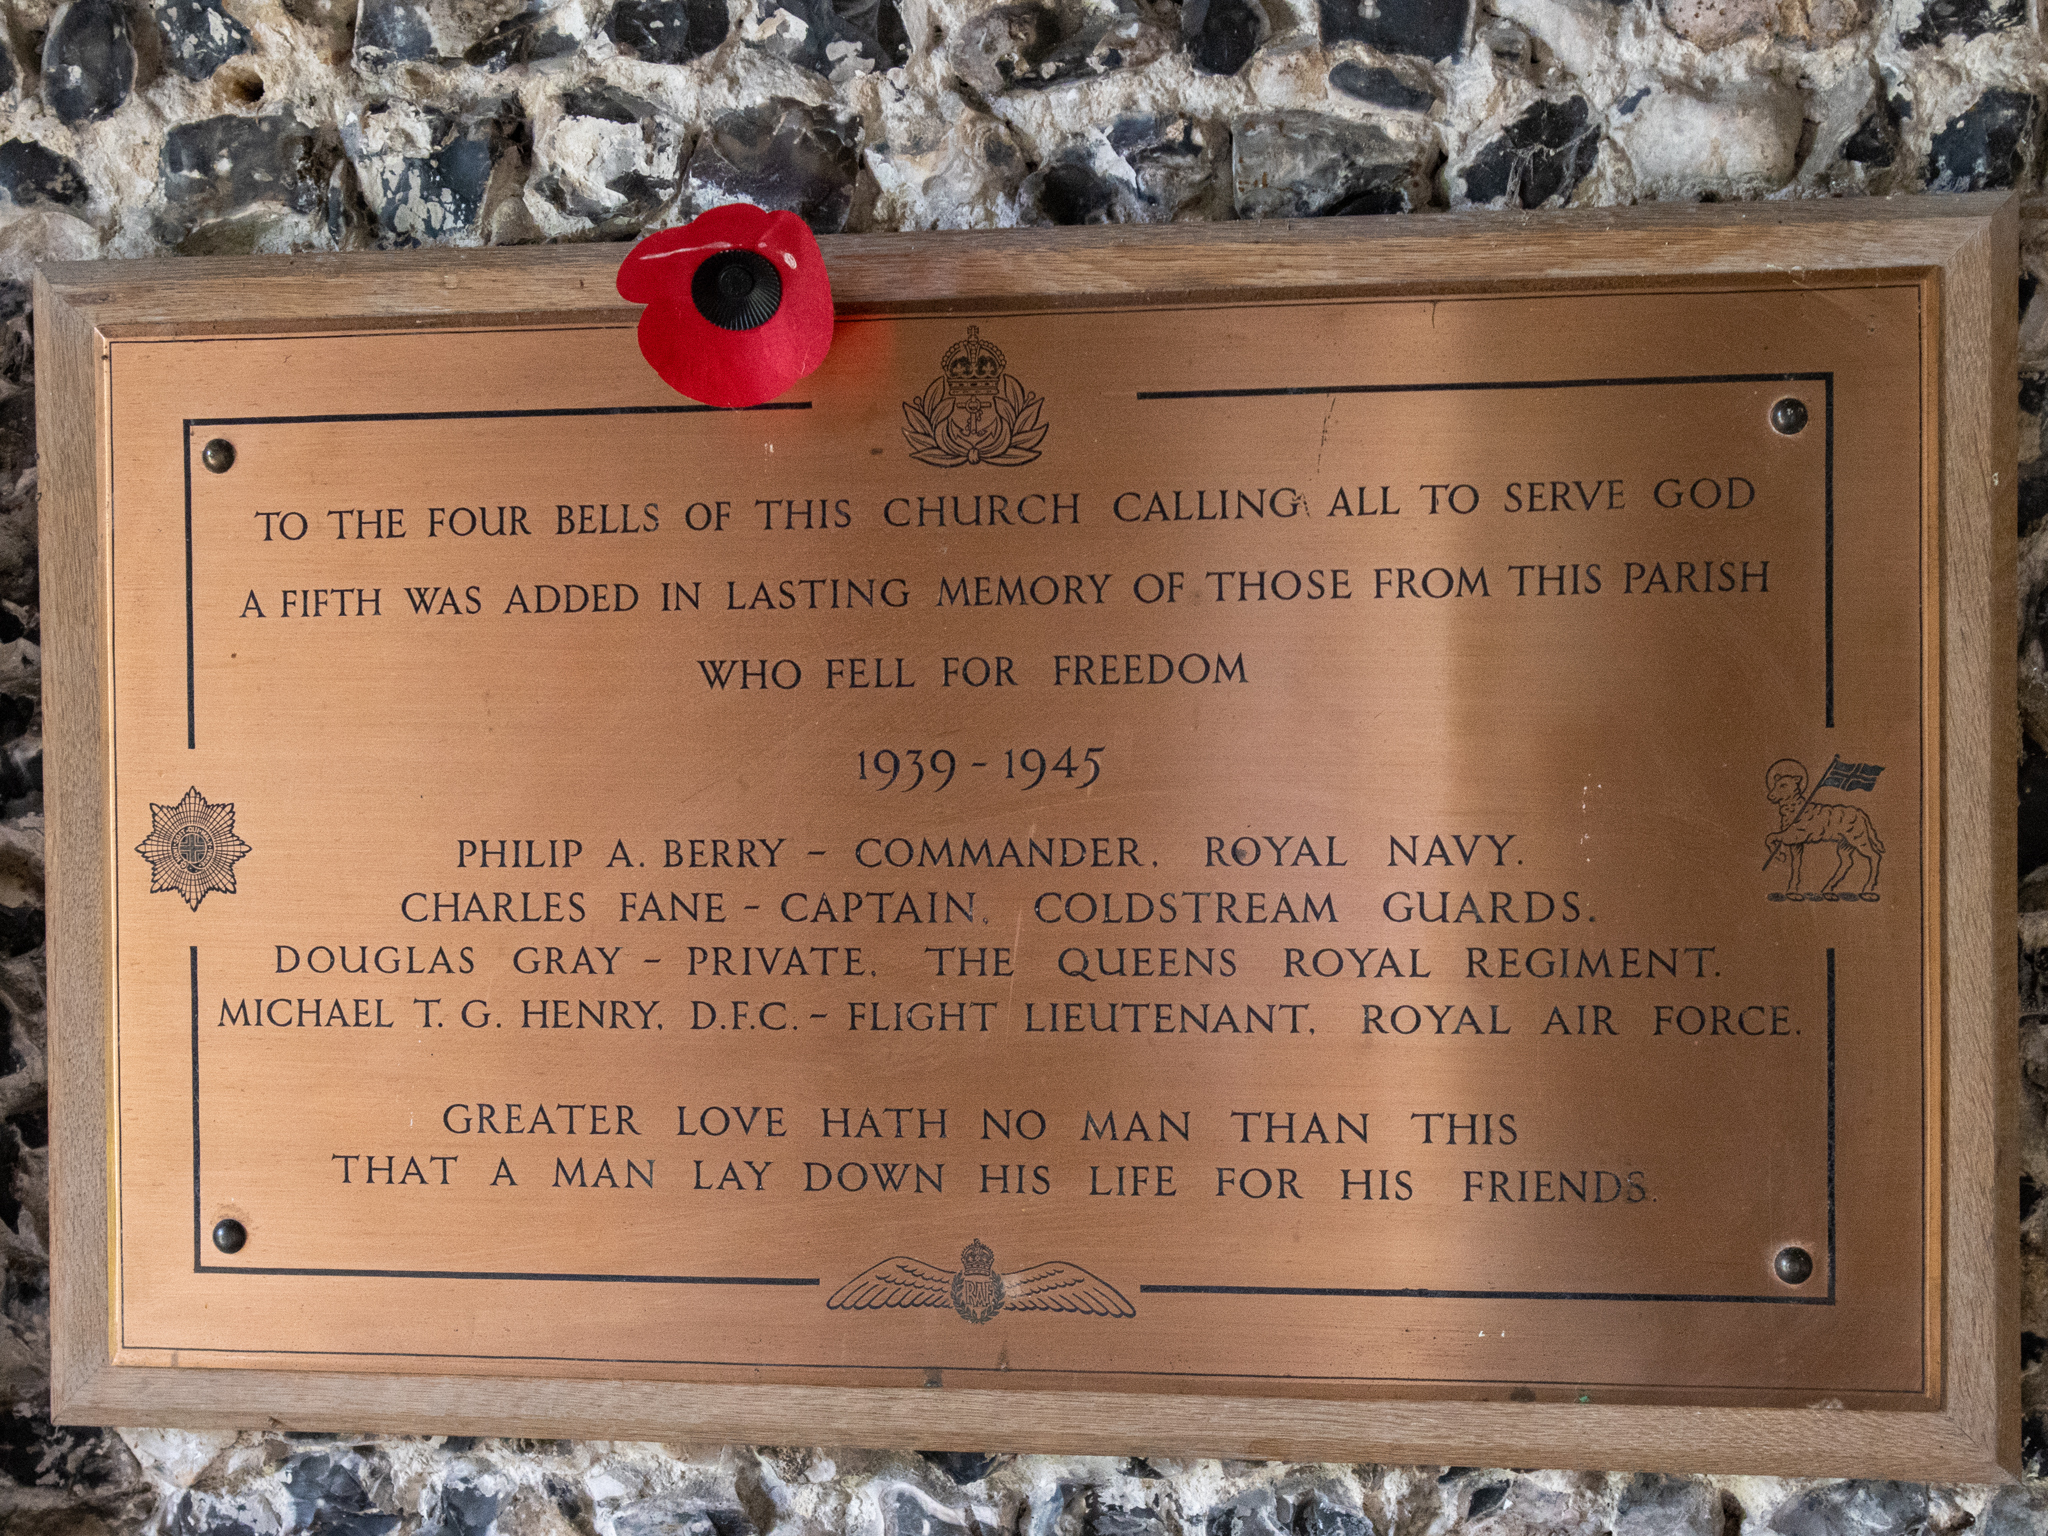 TO THE FOUR BELLS OF THIS CHURCH CALLING ALL TO SERVE GOD
A FIFTH WAS ADDED IN LASTING MEMORY OF THOSE FROM THIS PARISH
WHO FELL FOR FREEDOM
1939 - 1945
PHILIP A. BERRY - COMMANDER, ROYAL NAVY.
CHARLES FANE - CAPTAIN, COLDSTREAM GUARDS.
DOUGLAS GRAY - PRIVATE, THE QUEENS ROYAL REGIMENT.
MICHAEL T. G. HENRY, D.F.C. - FLIGHT LIEUTENANT, ROYAL AIR FORCE.
GREATER LOVE HATH NO MAN THAN THIS
THAT A MAN LAY DOWN HIS LIFE FOR HIS FRIENDS.
RAF